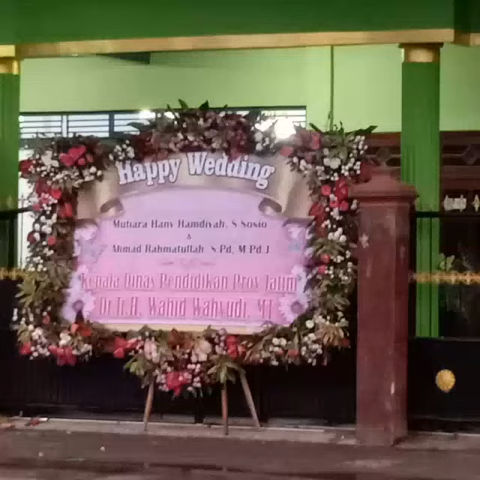 Happy Wedding
Mutiara Hany Hamdiyah, S Sosio
&
Ahmad Rahmatullah, S.Pd, M.Pd.I
Kepala Dinas Pendidikan Prov Jatim
Dr. Ir. H. Wahid Wahyudi, MT